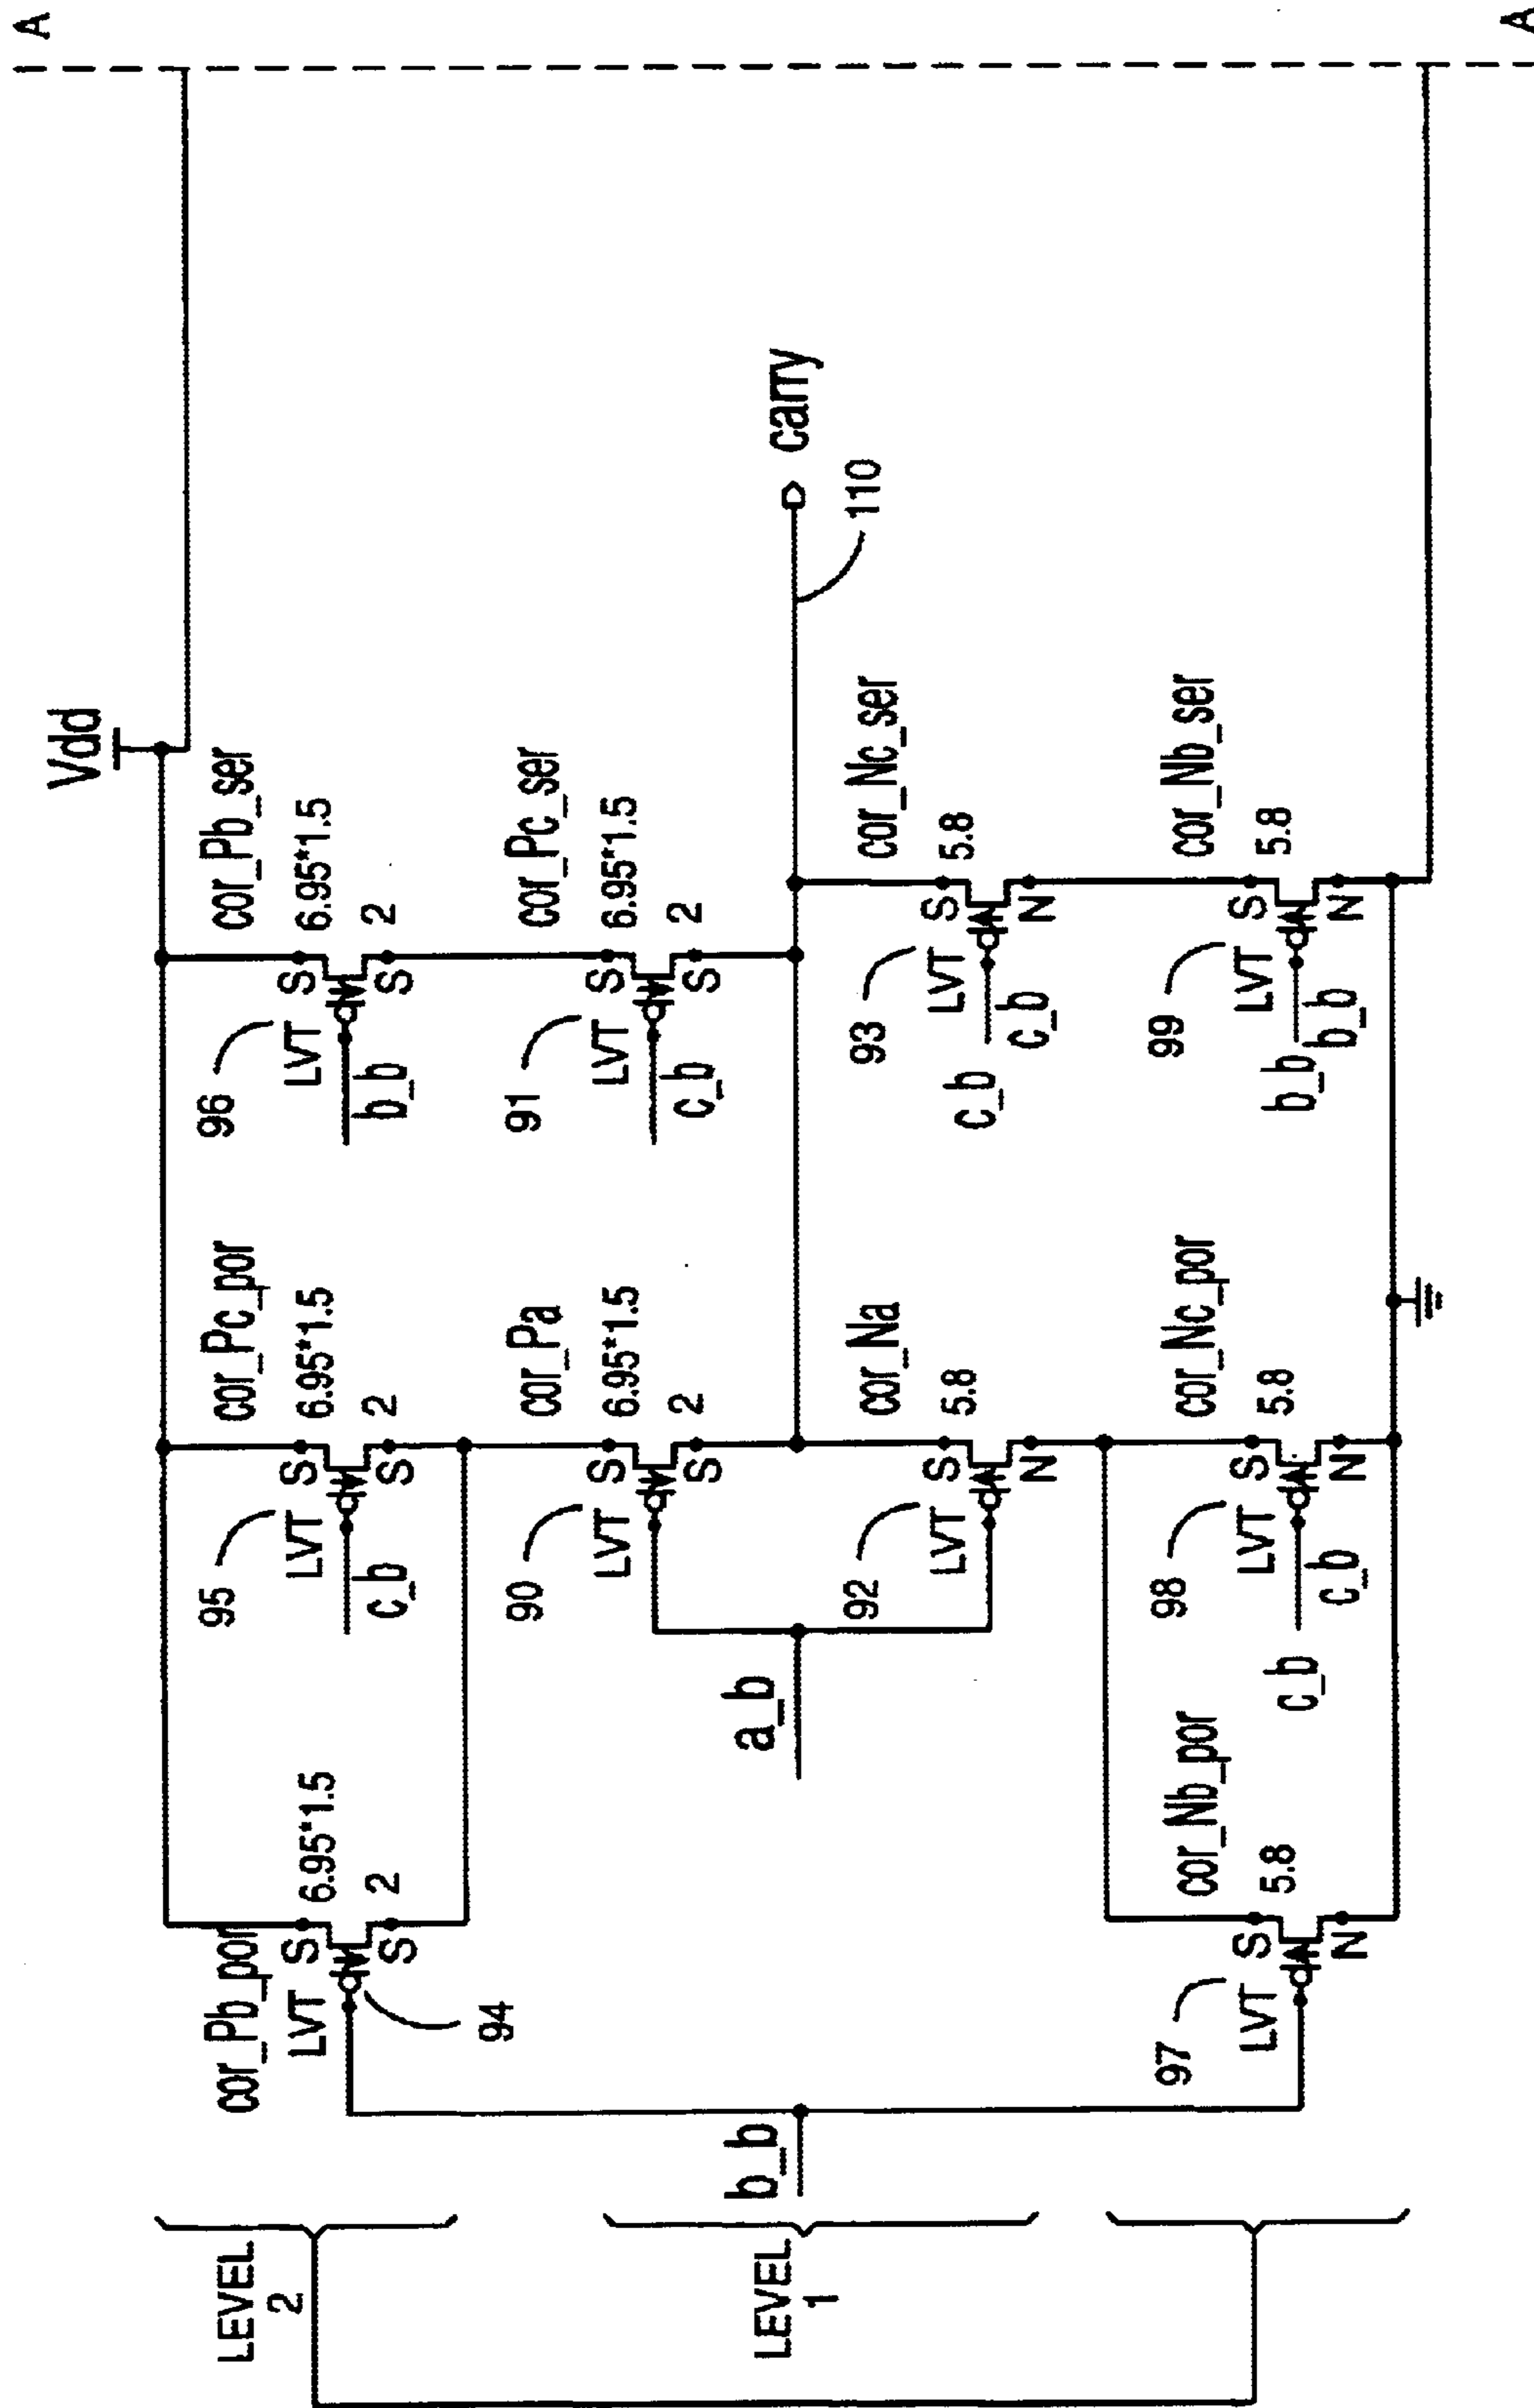 A
Vdd
cor_Pb_por
S
6.95*1.5
2
S
LVT
94
cor_Pc_por
6.95*1.5
S
2
S
LVT
95
c_b
cor_Pb_ser
6.95*1.5
S
2
S
LVT
96
b_b
LEVEL
2
cor_Pa
6.95*1.5
S
2
S
LVT
90
cor_Pc_ser
6.95*1.5
S
2
S
LVT
91
c_b
b_b
a_b
carry
110
LEVEL
1
cor_Na
5.8
S
N
LVT
92
cor_Nc_ser
5.8
S
N
LVT
93
c_b
c_b
cor_Nb_por
5.8
S
N
LVT
97
cor_Nc_por
5.8
S
N
LVT
98
c_b
c_b
cor_Nb_ser
5.8
S
N
LVT
99
b_b
b_b
A